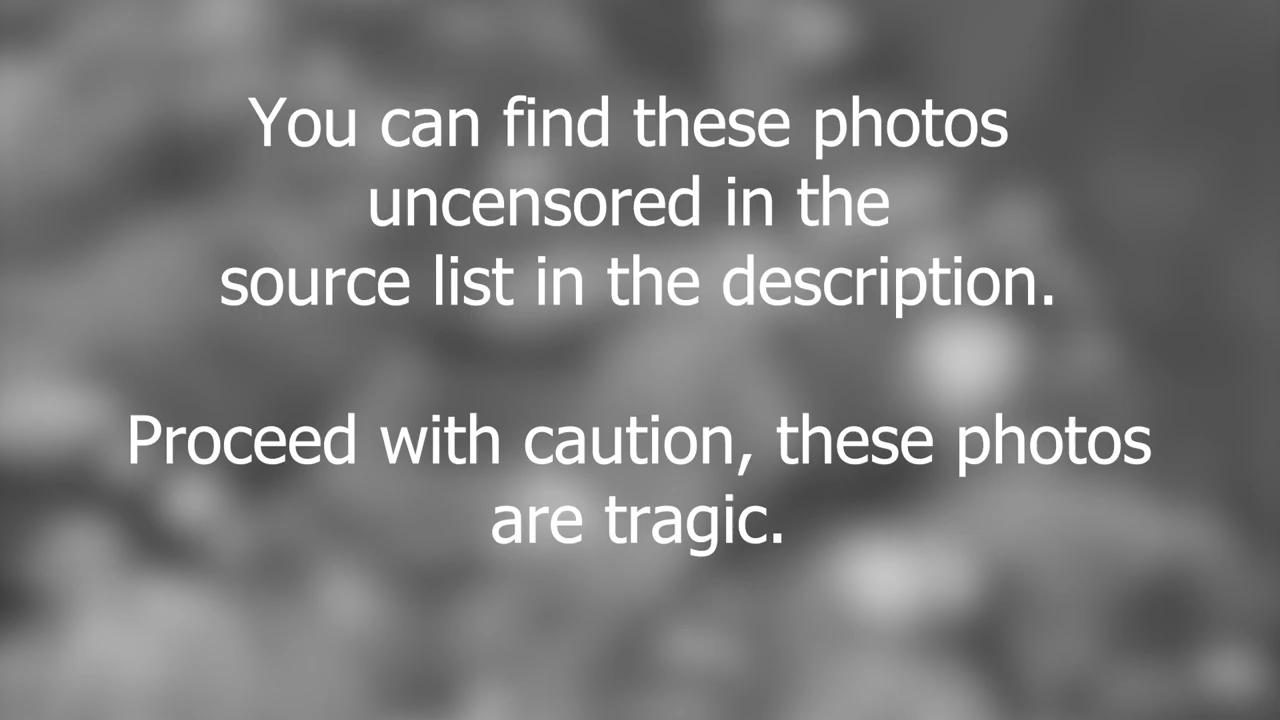 You can find these photos
uncensored in the
source list in the description.
Proceed with caution, these photos
are tragic.